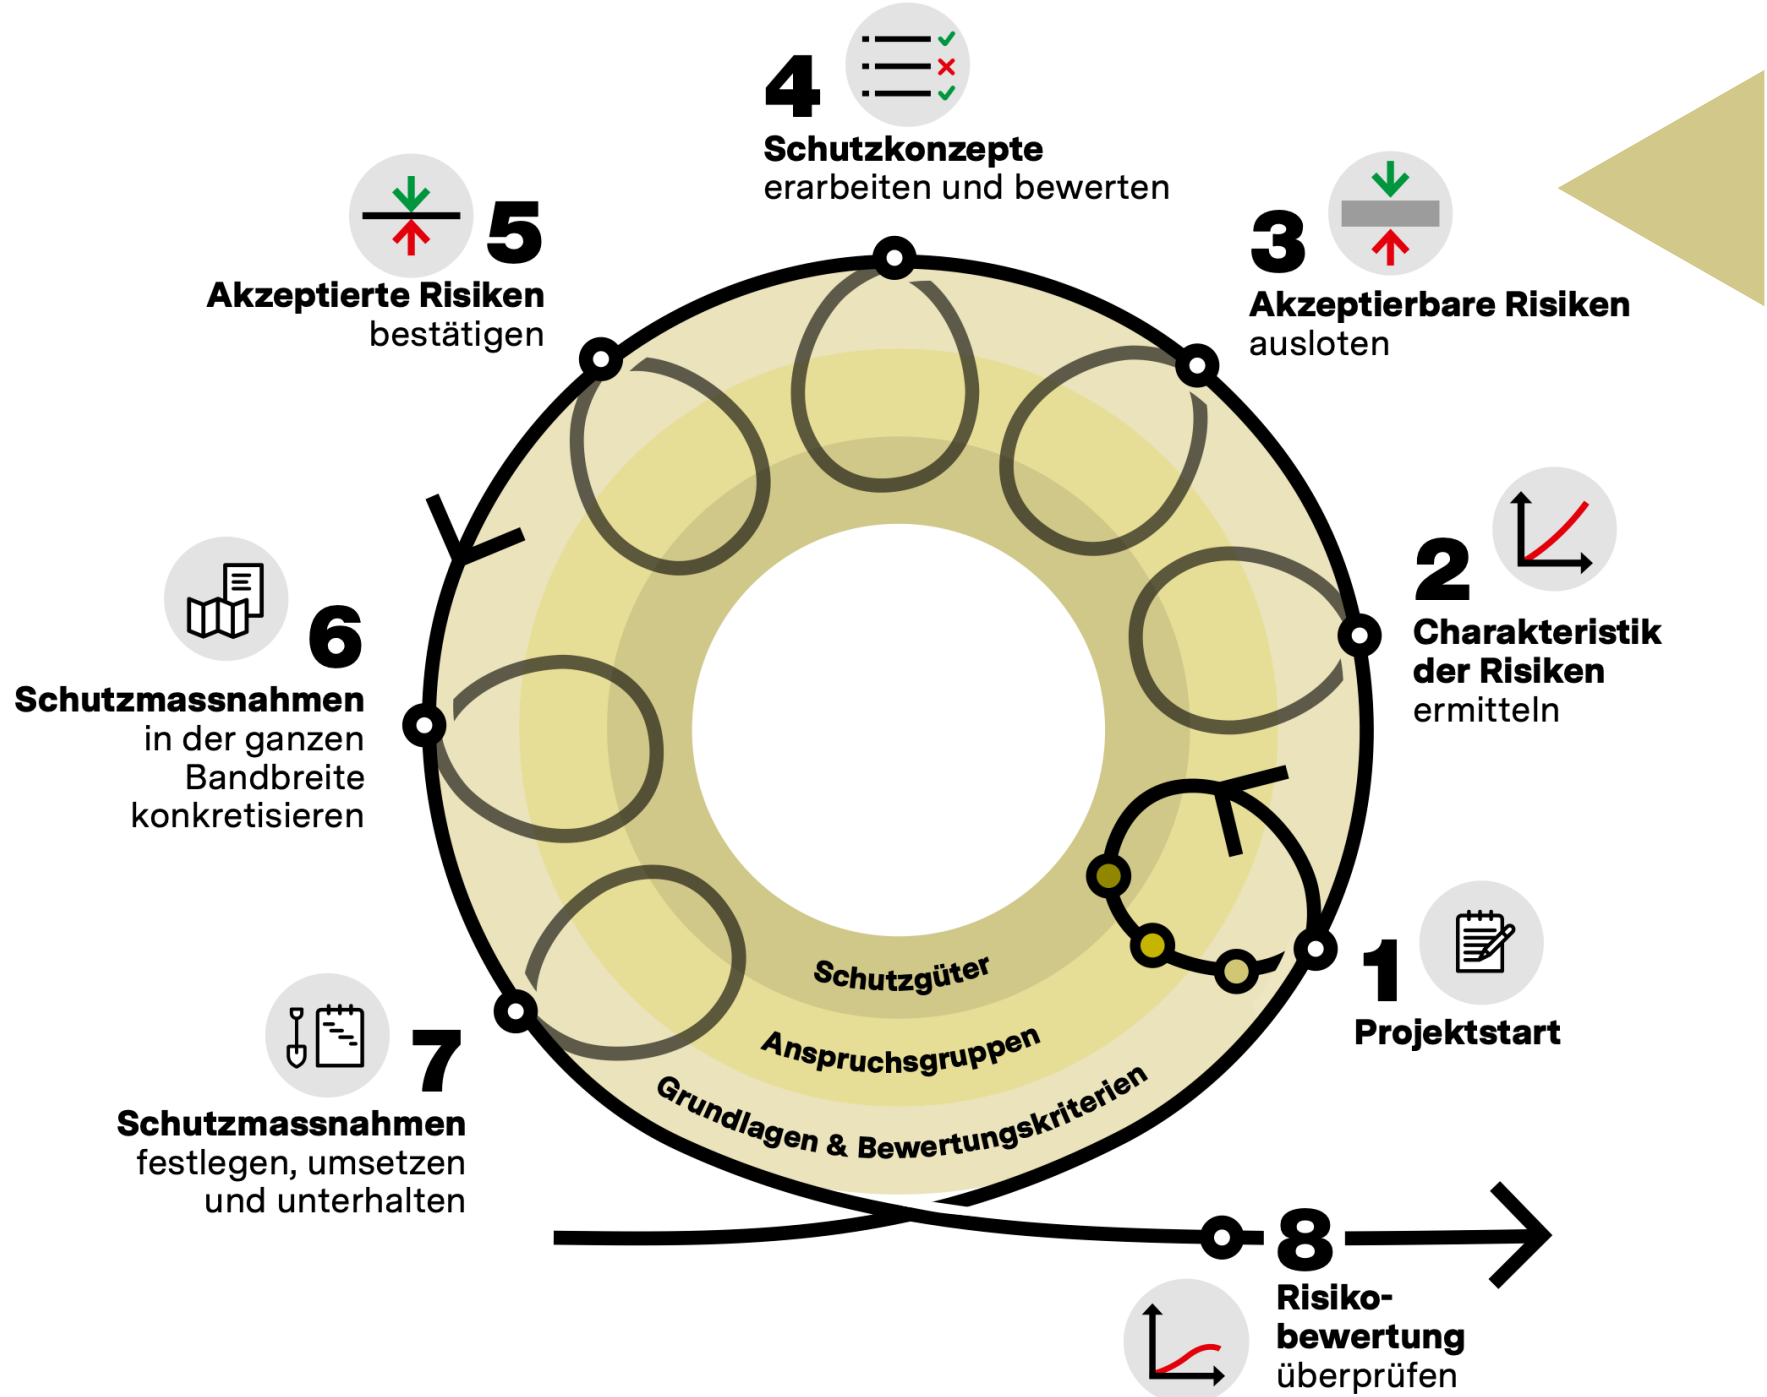 4
Schutzkonzepte
erarbeiten und bewerten
5
Akzeptierte Risiken
bestätigen
3
Akzeptierbare Risiken
ausloten
2
Charakteristik
der Risiken
ermitteln
6
Schutzmassnahmen
in der ganzen
Bandbreite
konkretisieren
1
Projektstart
Schutzgüter
Anspruchsgruppen
Grundlagen & Bewertungskriterien
7
Schutzmassnahmen
festlegen, umsetzen
und unterhalten
8
Risiko-
bewertung
überprüfen